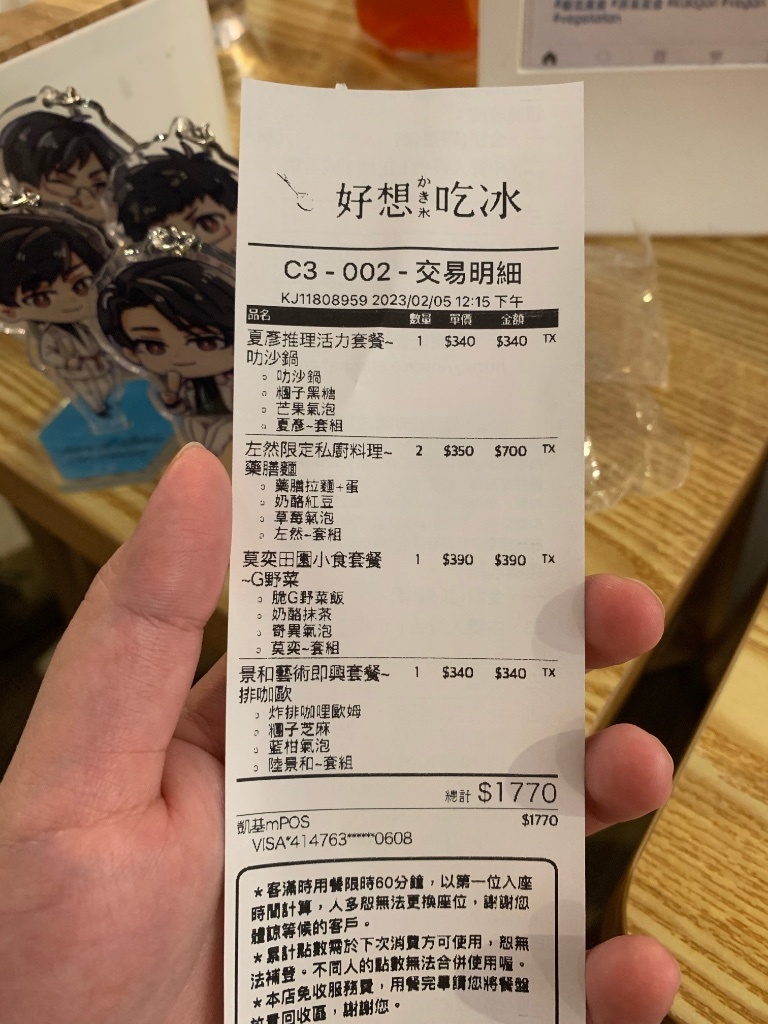 #Kaldgon #vegan
#vegetarian
好想かき氷吃冰
C3 - 002 - 交易明細
KJ11808959 2023/02/05 12:15 下午
品名 數量 單價 金額
夏彥推理活力套餐~ 1 $340 $340 TX
叻沙鍋
叻沙鍋
糰子黑糖
芒果氣泡
夏彥~套組
左然限定私廚料理~ 2 $350 $700 TX
藥膳麵
藥膳拉麵+蛋
奶酪紅豆
草莓氣泡
左然~套組
莫奕田園小食套餐 1 $390 $390 TX
~G野菜
脆G野菜飯
奶酪抹茶
奇異氣泡
莫奕~套組
景和藝術即興套餐~ 1 $340 $340 TX
排咖歐
炸排咖哩歐姆
糰子芝麻
藍柑氣泡
陸景和~套組
總計 $1770
凱基mPOS $1770
VISA*414763*****0608
★客滿時用餐限時60分鐘，以第一位入座
時間計算，人多恕無法更換座位，謝謝您
體諒等候的客戶。
★累計點數需於下次消費方可使用，恕無
法補登。不同人的點數無法合併使用喔。
★本店免收服務費，用餐完畢請您將餐盤
放置回收區，謝謝您。